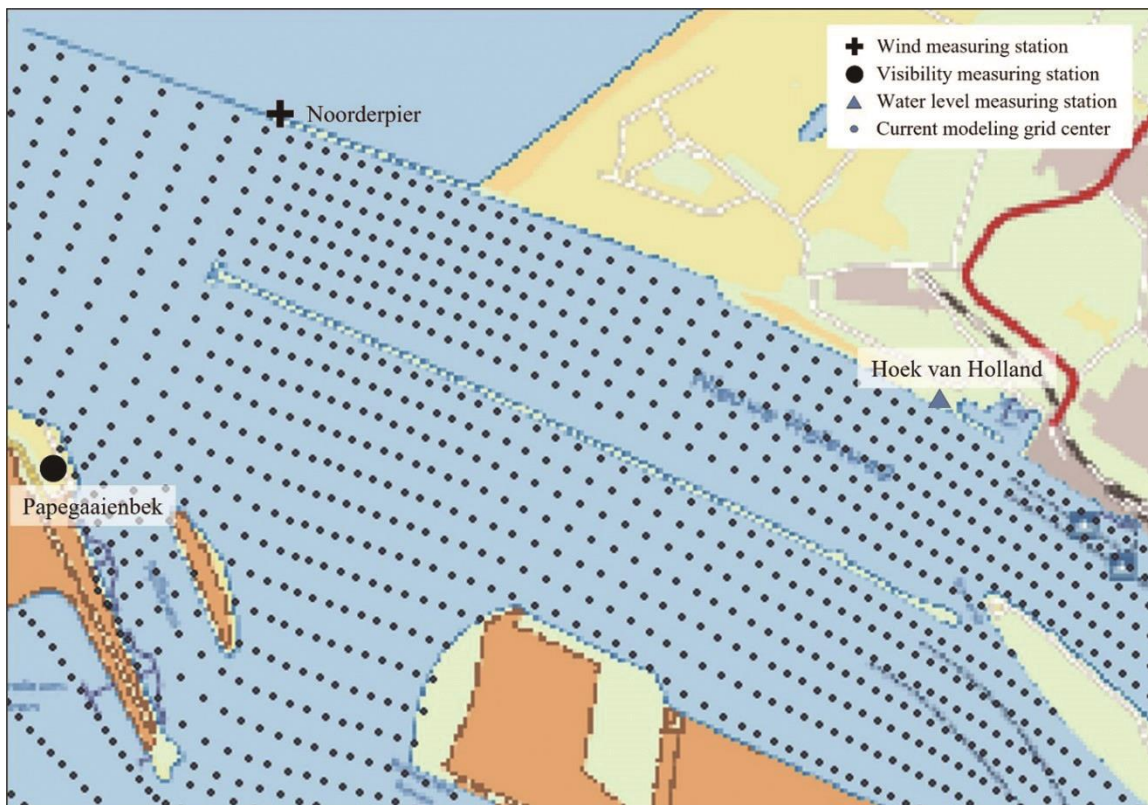 Wind measuring station
Visibility measuring station
Water level measuring station
Current modeling grid center
Noorderpier
Hoek van Holland
Papegaaienbek